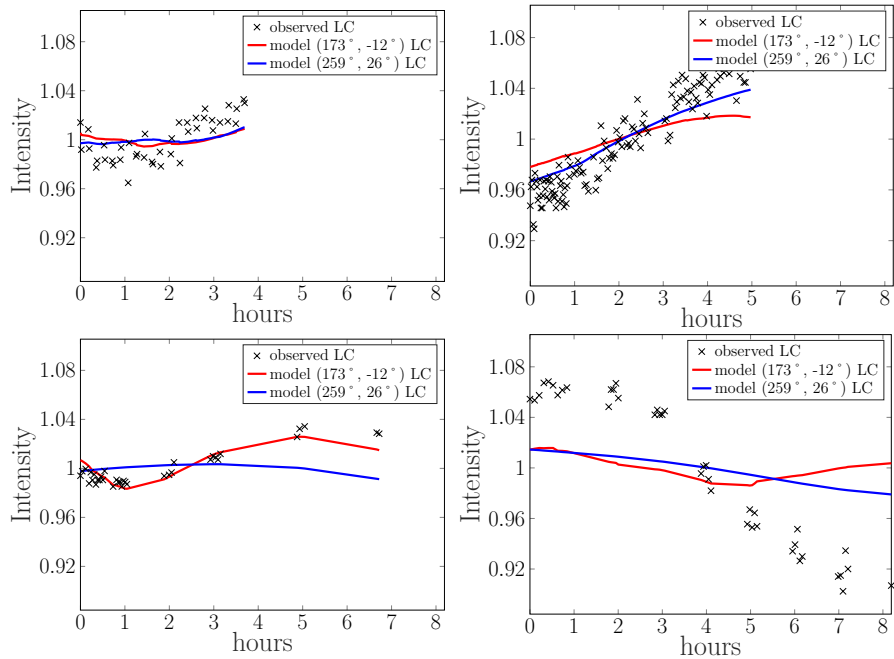 1.08
1.04
1
0.96
0.92
Intensity
0 1 2 3 4 5 6 7 8
hours
observed LC
model (173°, -12°) LC
model (259°, 26°) LC
1.08
1.04
1
0.96
0.92
Intensity
0 1 2 3 4 5 6 7 8
hours
observed LC
model (173°, -12°) LC
model (259°, 26°) LC
1.08
1.04
1
0.96
0.92
Intensity
0 1 2 3 4 5 6 7 8
hours
observed LC
model (173°, -12°) LC
model (259°, 26°) LC
1.08
1.04
1
0.96
0.92
Intensity
0 1 2 3 4 5 6 7 8
hours
observed LC
model (173°, -12°) LC
model (259°, 26°) LC